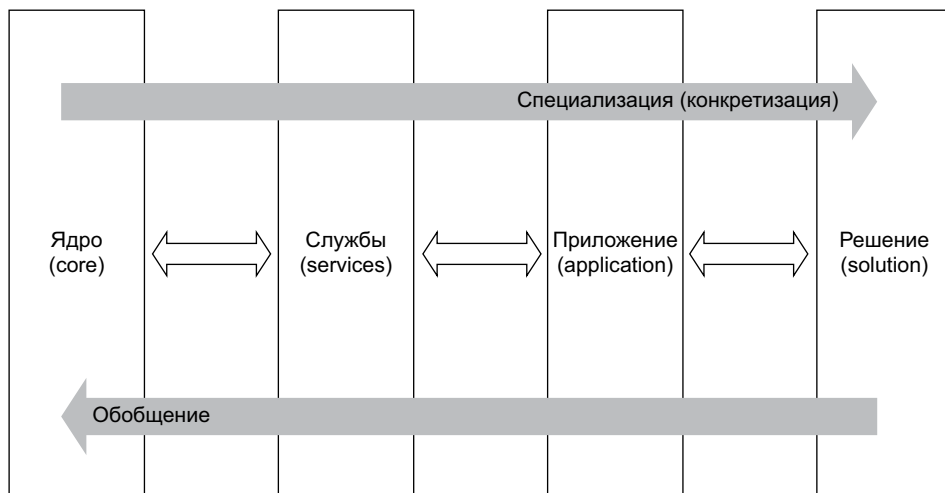 Специализация (конкретизация)
Ядро
(core)
Службы
(services)
Приложение
(application)
Решение
(solution)
Обобщение